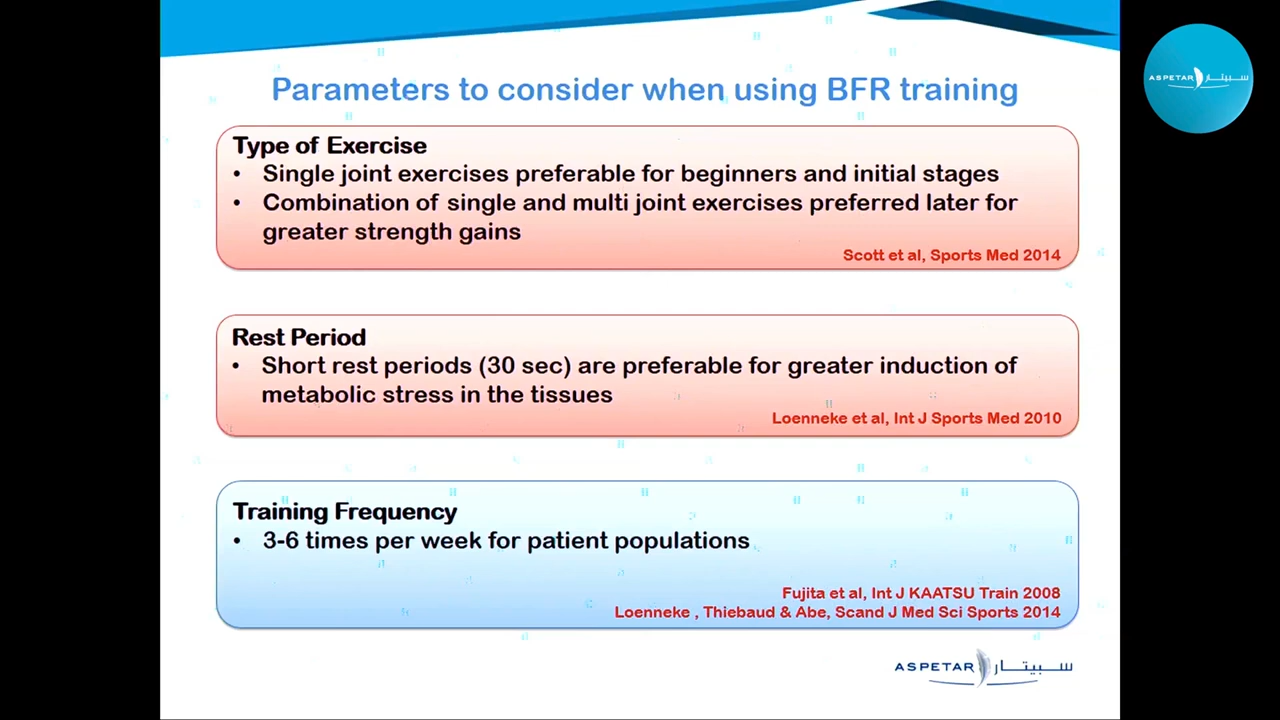 Parameters to consider when using BFR training
ASPETAR سبيتار
Type of Exercise
• Single joint exercises preferable for beginners and initial stages
• Combination of single and multi joint exercises preferred later for
greater strength gains
Scott et al, Sports Med 2014
Rest Period
• Short rest periods (30 sec) are preferable for greater induction of
metabolic stress in the tissues
Loenneke et al, Int J Sports Med 2010
Training Frequency
• 3-6 times per week for patient populations
Fujita et al, Int J KAATSU Train 2008
Loenneke , Thiebaud & Abe, Scand J Med Sci Sports 2014
ASPETAR سبيتار